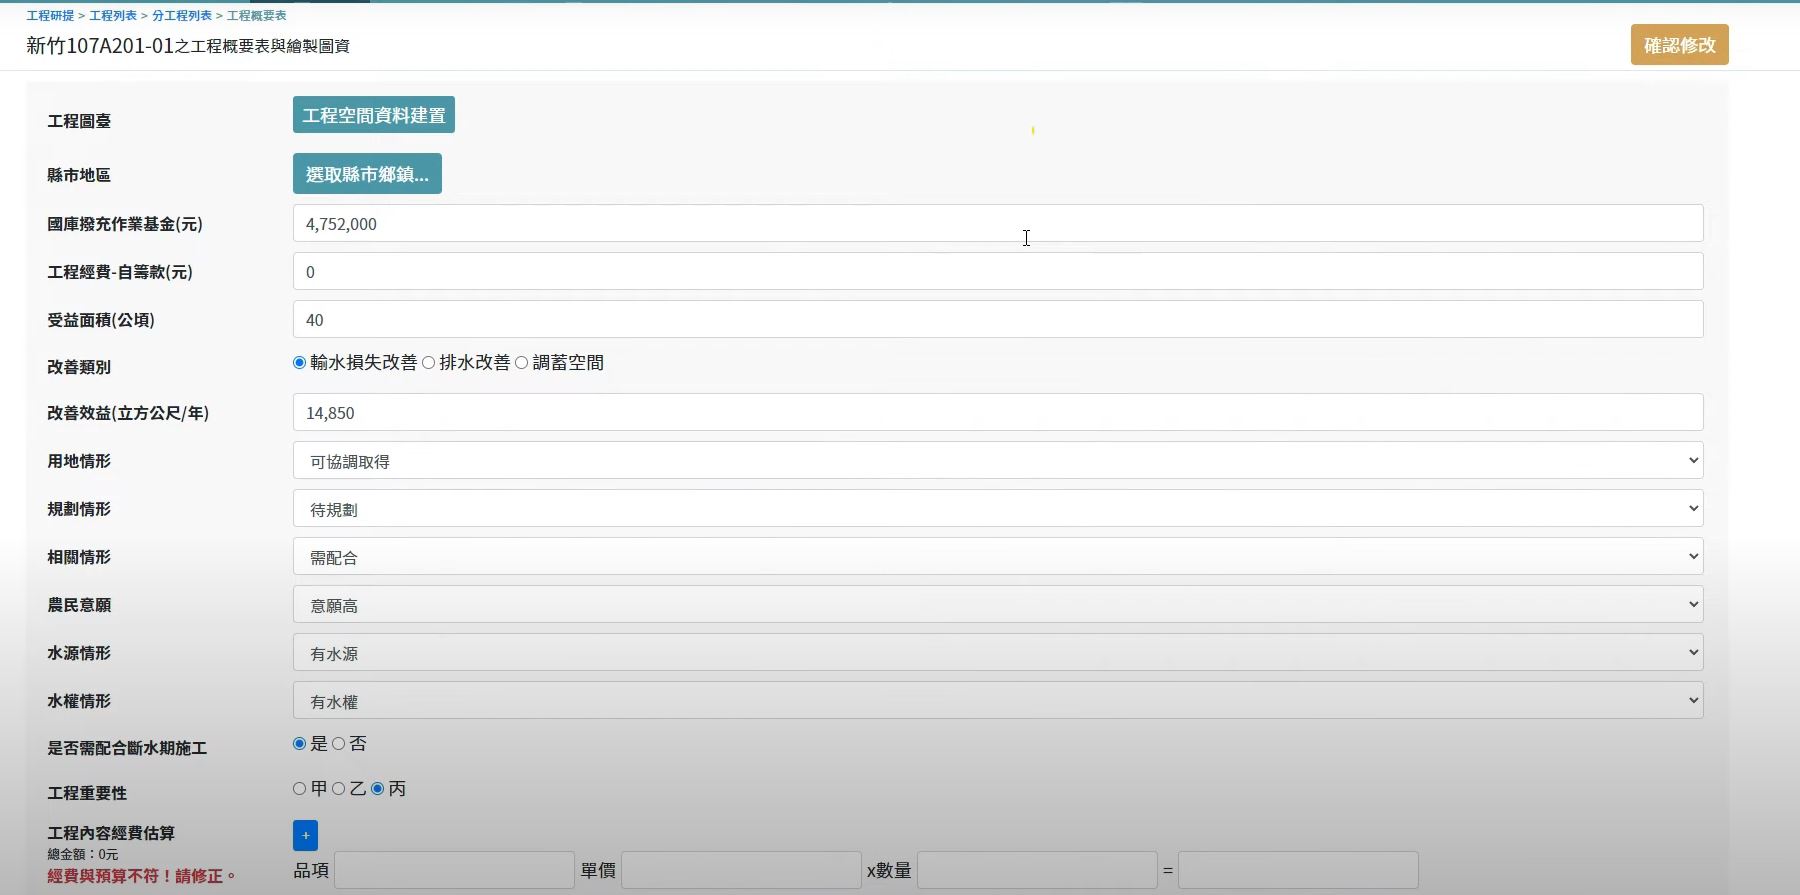 工程研提 > 工程列表 > 分工程列表 > 工程概要表
新竹107A201-01之工程概要表與繪製圖資
確認修改
工程圖臺 工程空間資料建置
縣市地區 選取縣市鄉鎮...
國庫撥充作業基金(元) 4,752,000
工程經費-自籌款(元) 0
受益面積(公頃) 40
改善類別 輸水損失改善 排水改善 調蓄空間
改善效益(立方公尺/年) 14,850
用地情形 可協調取得
規劃情形 待規劃
相關情形 需配合
農民意願 意願高
水源情形 有水源
水權情形 有水權
是否需配合斷水期施工 是 否
工程重要性 甲 乙 丙
工程內容經費估算 +
總金額：0元
經費與預算不符！請修正。 品項 單價 x數量 =